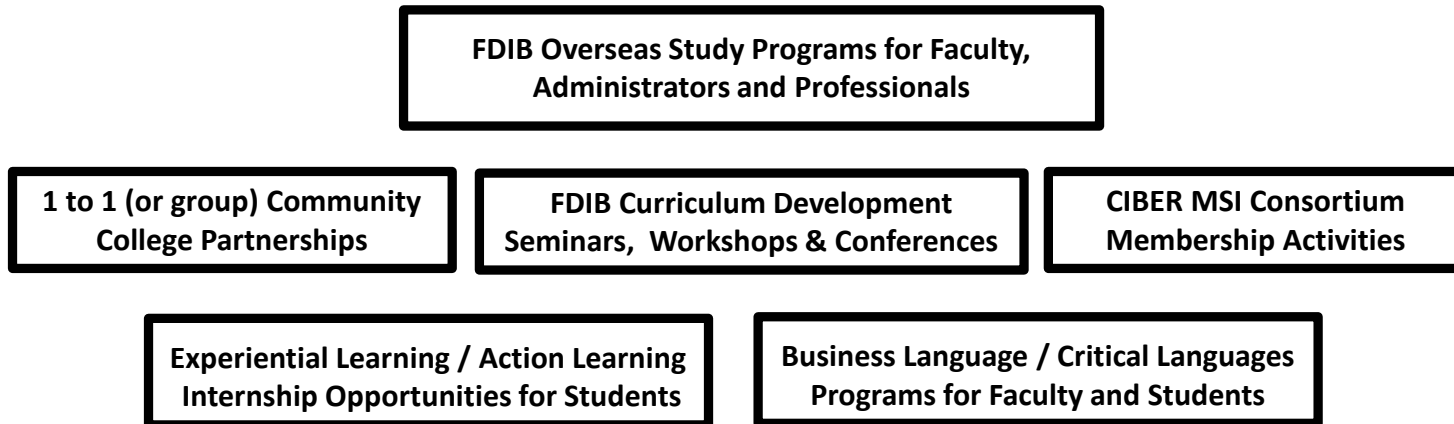 FDIB Overseas Study Programs for Faculty,
Administrators and Professionals
1 to 1 (or group) Community
College Partnerships
FDIB Curriculum Development
Seminars, Workshops & Conferences
CIBER MSI Consortium
Membership Activities
Experiential Learning / Action Learning
Internship Opportunities for Students
Business Language / Critical Languages
Programs for Faculty and Students